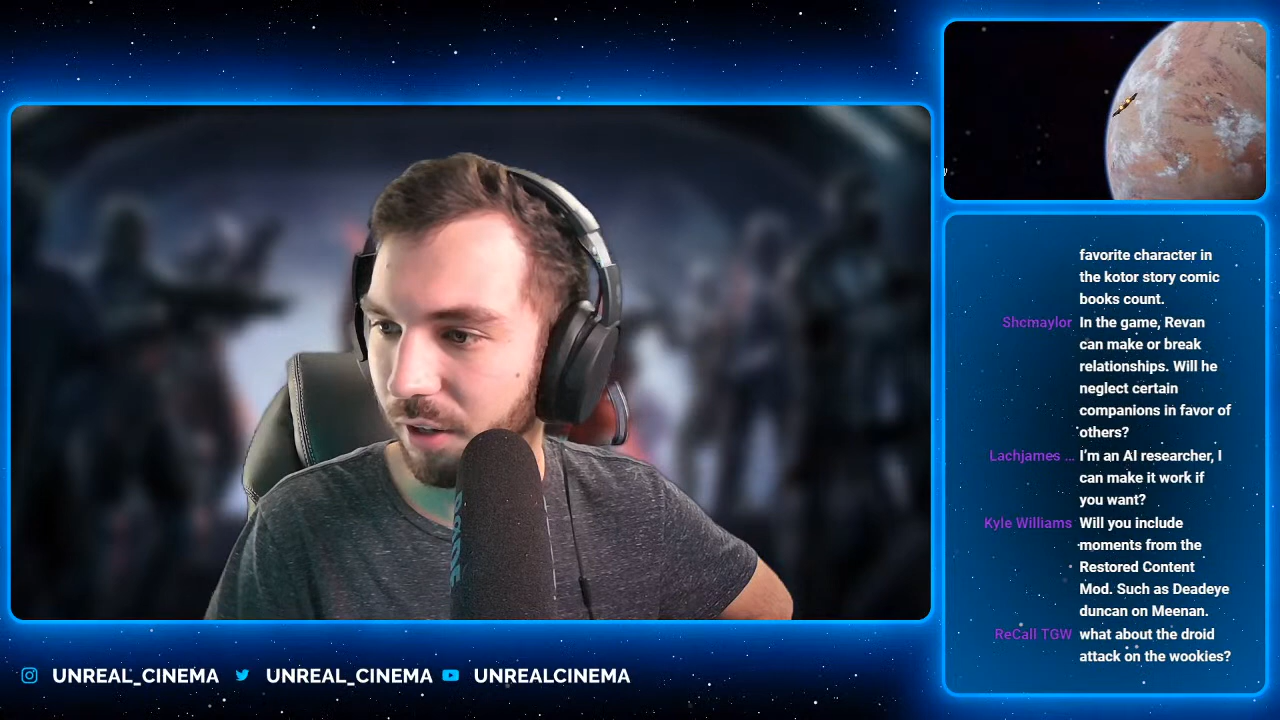 favorite character in
the kotor story comic
books count.
Shcmaylor In the game, Revan
can make or break
relationships. Will he
neglect certain
companions in favor of
others?
Lachjames ... I'm an AI researcher, I
can make it work if
you want?
Kyle Williams Will you include
moments from the
Restored Content
Mod. Such as Deadeye
duncan on Meenan.
ReCall TGW what about the droid
attack on the wookies?
UNREAL_CINEMA UNREAL_CINEMA UNREALCINEMA